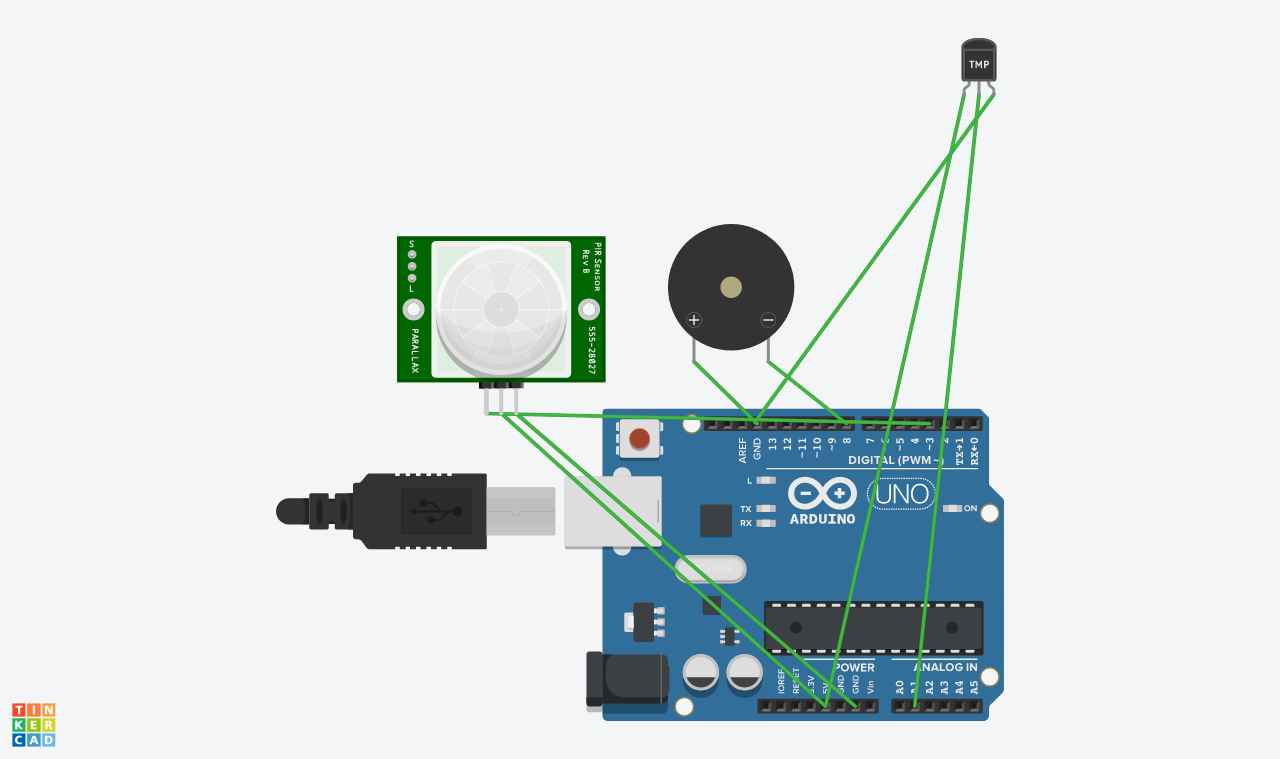 TMP
S
L
PIR SENSOR
REV B
PARALLAX
555-28027
+
−
AREF
GND
13
12
~11
~10
~9
8
7
~5
4
~3
2
TX→1
RX←0
DIGITAL (PWM~)
L
TX
RX
ARDUINO
UNO
ON
POWER
ANALOG IN
IOREF
RESET
3.3V
5V
GND
GND
Vin
A0
A1
A2
A3
A4
A5
TIN
KER
CAD